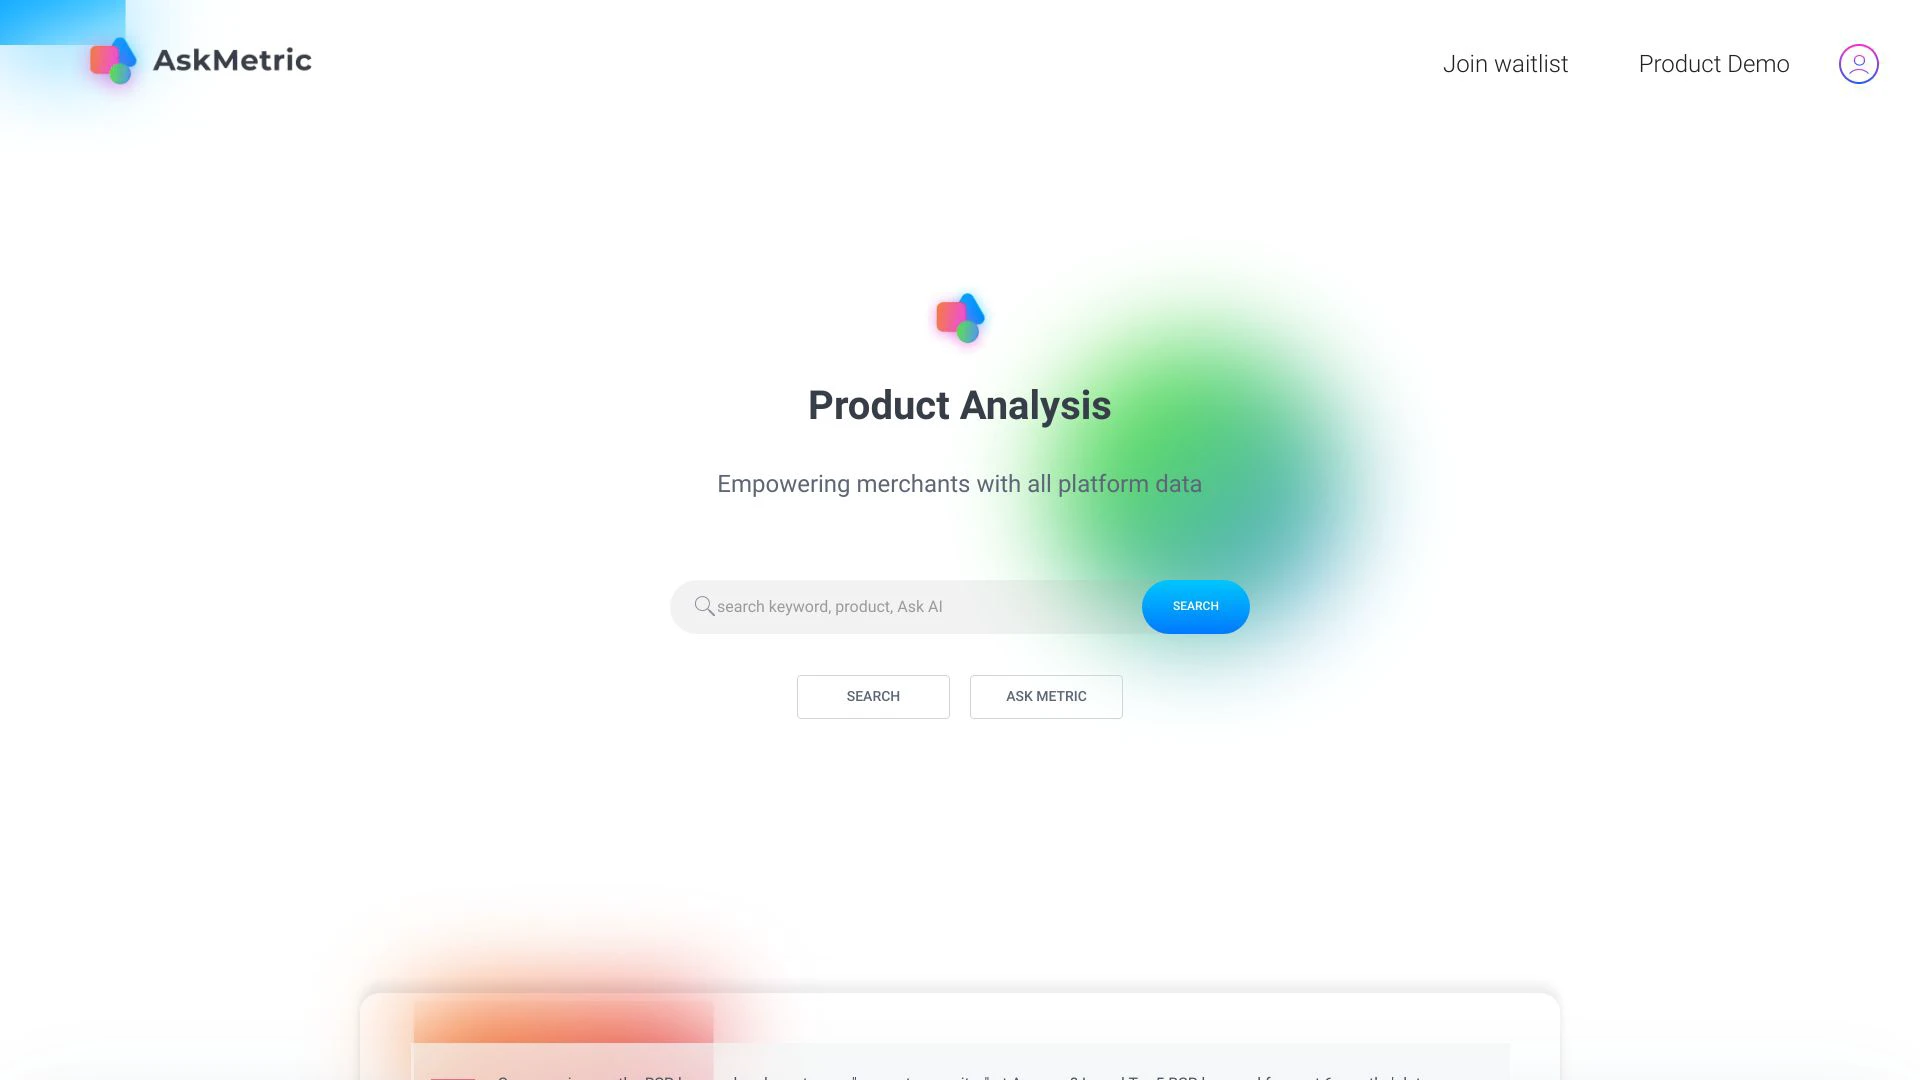 AskMetric
Join waitlist
Product Demo
Product Analysis
Empowering merchants with all platform data
search keyword, product, Ask AI
SEARCH
SEARCH
ASK METRIC